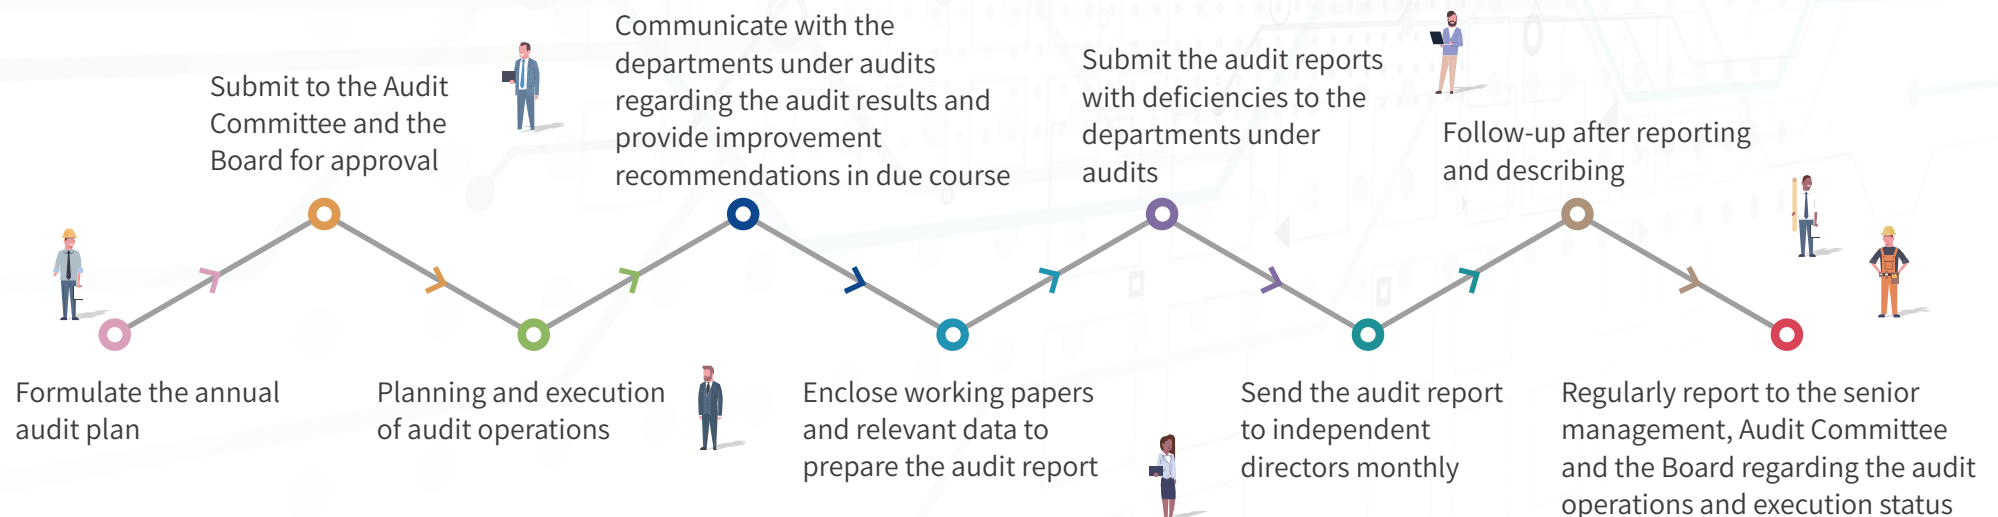 Formulate the annual
audit plan
Submit to the Audit
Committee and the
Board for approval
Planning and execution
of audit operations
Communicate with the
departments under audits
regarding the audit results and
provide improvement
recommendations in due course
Enclose working papers
and relevant data to
prepare the audit report
Submit the audit reports
with deficiencies to the
departments under
audits
Send the audit report
to independent
directors monthly
Follow-up after reporting
and describing
Regularly report to the senior
management, Audit Committee
and the Board regarding the audit
operations and execution status